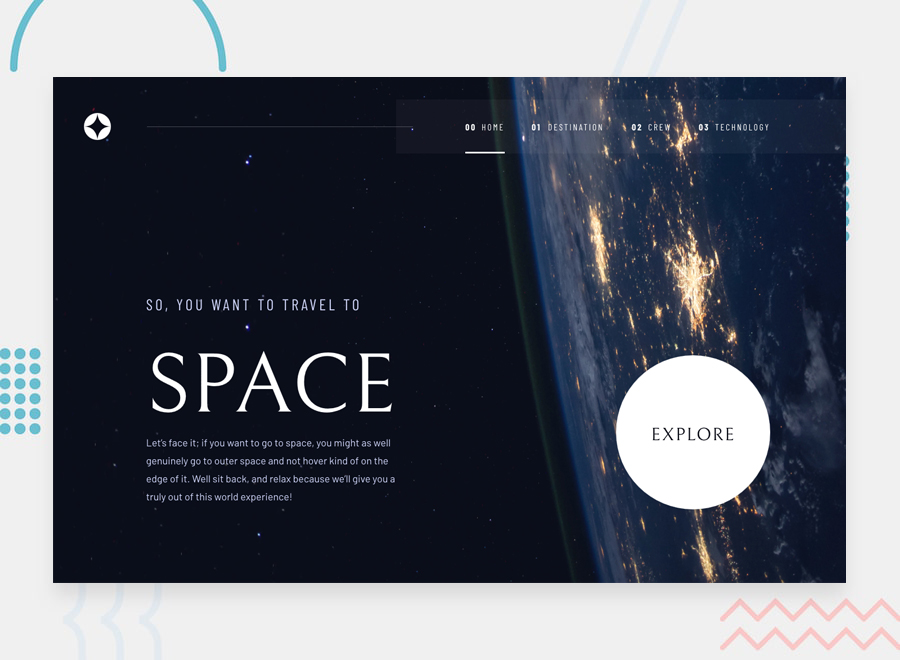 00 HOME 01 DESTINATION 02 CREW 03 TECHNOLOGY
SO, YOU WANT TO TRAVEL TO
SPACE
Let's face it; if you want to go to space, you might as well
genuinely go to outer space and not hover kind of on the
edge of it. Well sit back, and relax because we'll give you a
truly out of this world experience!
EXPLORE